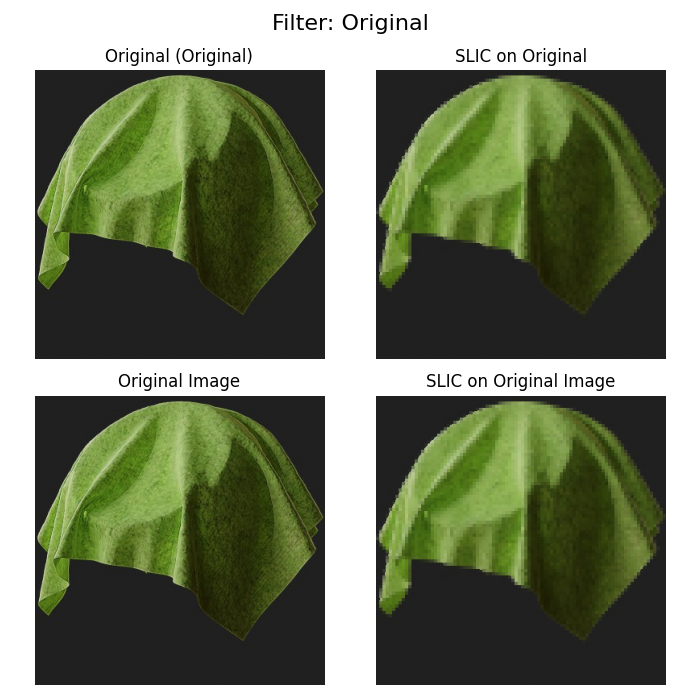 Filter: Original
Original (Original)
SLIC on Original
Original Image
SLIC on Original Image